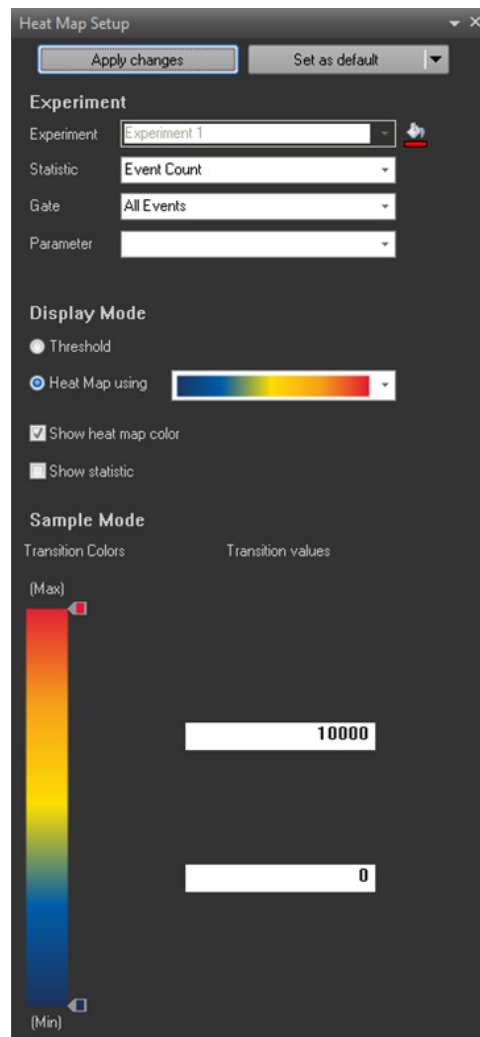 Heat Map Setup
Apply changes Set as default
Experiment
Experiment Experiment 1
Statistic Event Count
Gate All Events
Parameter
Display Mode
Threshold
Heat Map using
Show heat map color
Show statistic
Sample Mode
Transition Colors Transition values
(Max)
10000
0
(Min)